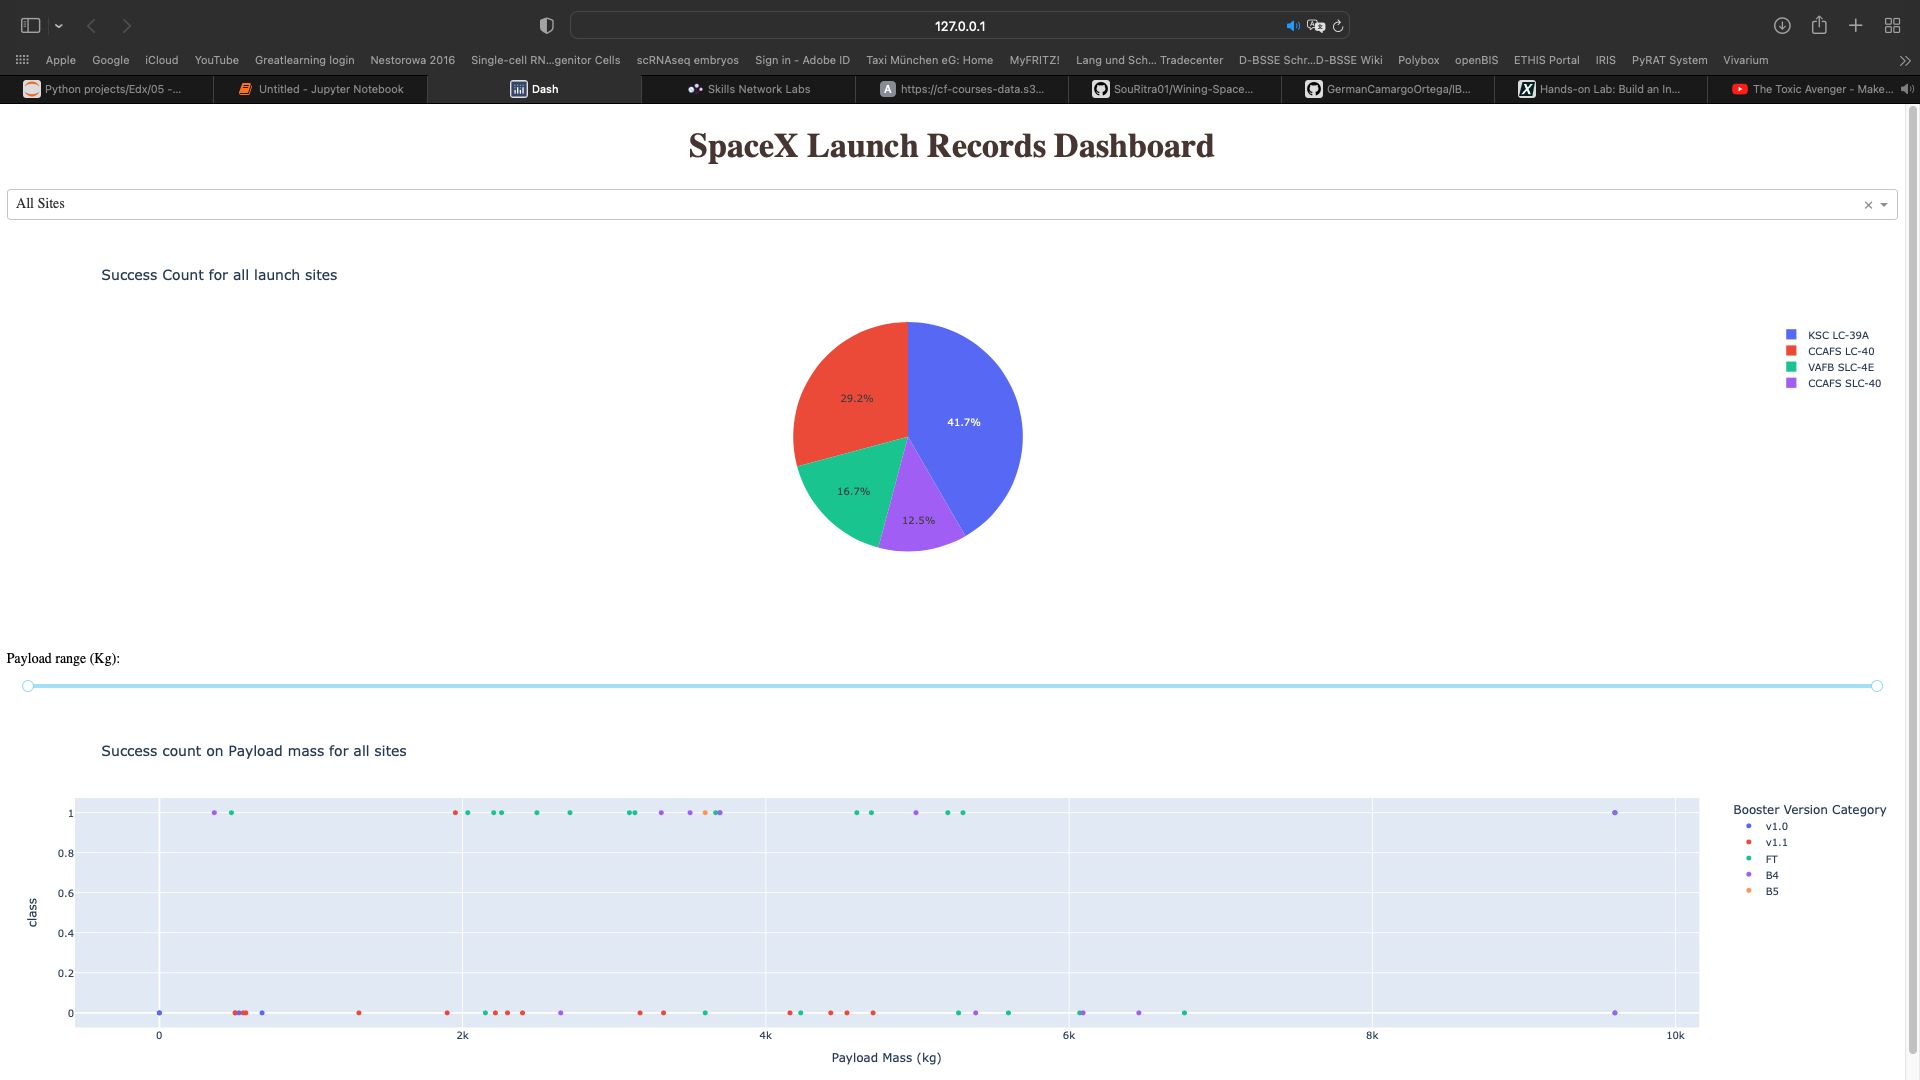 127.0.0.1
Apple Google iCloud YouTube Greatlearning login Nestorowa 2016 Single-cell RN...genitor Cells scRNAseq embryos Sign in - Adobe ID Taxi München eG: Home MyFRITZ! Lang und Sch... Tradecenter D-BSSE Schr...D-BSSE Wiki Polybox openBIS ETHIS Portal IRIS PyRAT System Vivarium
Python projects/Edx/05 -... Untitled - Jupyter Notebook Dash Skills Network Labs https://cf-courses-data.s3... SouRitra01/Wining-Space... GermanCamargoOrtega/IB... Hands-on Lab: Build an In... The Toxic Avenger - Make...
SpaceX Launch Records Dashboard
All Sites
Success Count for all launch sites
KSC LC-39A
CCAFS LC-40
VAFB SLC-4E
CCAFS SLC-40
29.2%
41.7%
16.7%
12.5%
Payload range (Kg):
Success count on Payload mass for all sites
Booster Version Category
v1.0
v1.1
FT
B4
B5
1
0.8
0.6
0.4
0.2
0
class
0 2k 4k 6k 8k 10k
Payload Mass (kg)